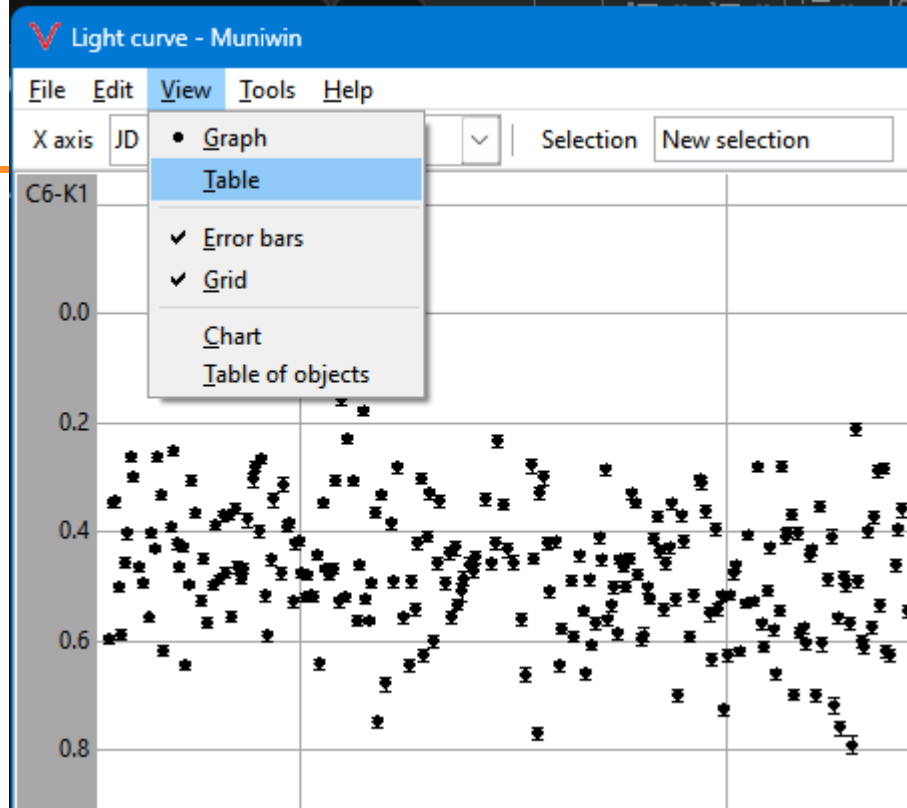 Light curve - Muniwin
File Edit View Tools Help
X axis JD Selection New selection
Graph
Table
Error bars
Grid
Chart
Table of objects
C6-K1
0.0
0.2
0.4
0.6
0.8